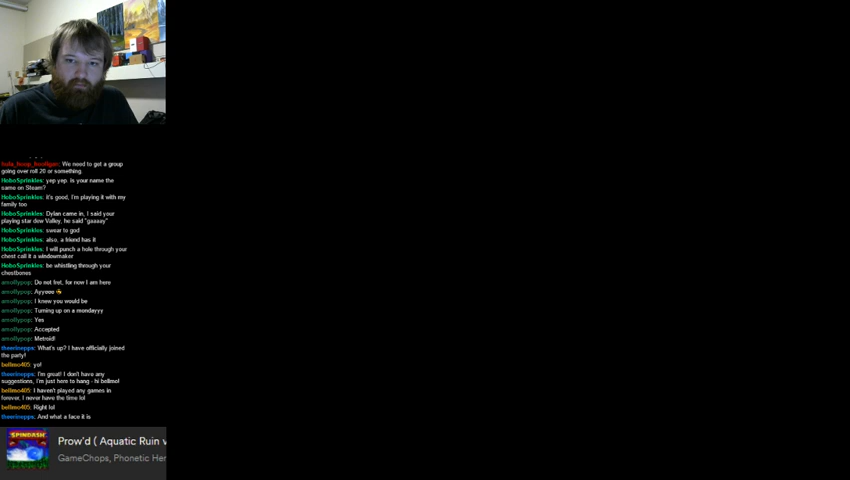 hula_hoop_hooligan: We need to get a group
going over roll 20 or something
HoboSprinkles: yep yep. Is your name the
same on Steam?
HoboSprinkles: It's good, I'm playing it with my
family too
HoboSprinkles: Dylan came in, I said your
playing star dew Valley, he said "gaaaay"
HoboSprinkles: swear to god
HoboSprinkles: also, a friend has it
HoboSprinkles: I will punch a hole through your
chest call it a windowmaker
HoboSprinkles: be whistling through your
chestbones
amollypop: Do not fret, for now I am here
amollypop: Ayyeee
amollypop: I knew you would be
amollypop: Turning up on a mondayyy
amollypop: Yes
amollypop: Accepted
amollypop: Metroid!
theerinepps: What's up? I have officially joined
the party!
bellmo405: yo!
theerinepps: I'm great! I don't have any
suggestions, I'm just here to hang - hi bellmo!
bellmo405: I haven't played any games in
forever, I never have the time lol
bellmo405: Right lol
theerinepps: And what a face it is
SPINDASH
Prow'd ( Aquatic Ruin v
GameChops, Phonetic Her